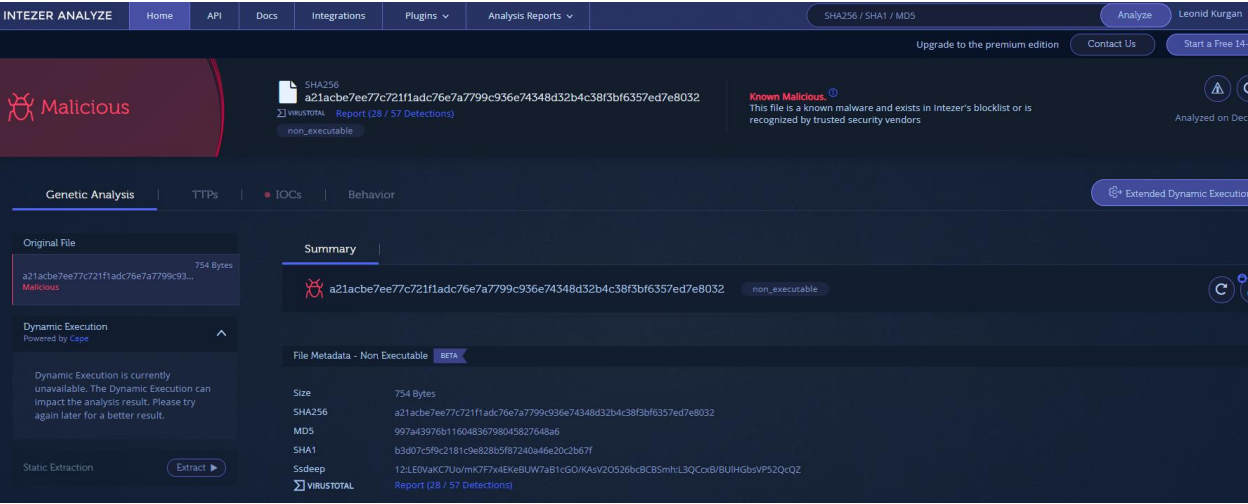 INTEZER ANALYZE Home API Docs Integrations Plugins Analysis Reports SHA256 / SHA1 / MD5 Analyze Leonid Kurgan
Upgrade to the premium edition Contact Us Start a Free 14-
Malicious
SHA256
a21acbe7ee77c721f1adc76e7a7799c936e74348d32b4c38f3bf6357ed7e8032
VIRUSTOTAL Report (28 / 57 Detections)
non_executable
Known Malicious.
This file is a known malware and exists in Intezer's blocklist or is
recognized by trusted security vendors
Analyzed on Dec
Genetic Analysis TTPs IOCs Behavior
Extended Dynamic Execution
Original File
754 Bytes
a21acbe7ee77c721f1adc76e7a7799c93...
Malicious
Dynamic Execution
Powered by Cape
Dynamic Execution is currently
unavailable. The Dynamic Execution can
impact the analysis result. Please try
again later for a better result.
Static Extraction Extract
Summary
a21acbe7ee77c721f1adc76e7a7799c936e74348d32b4c38f3bf6357ed7e8032 non_executable
File Metadata - Non Executable BETA
Size 754 Bytes
SHA256 a21acbe7ee77c721f1adc76e7a7799c936e74348d32b4c38f3bf6357ed7e8032
MD5 997a43976b11604836798045827648a6
SHA1 b3d07c5f9c2181c9e828b5f87240a46e20c2b67f
Ssdeep 12:LE0VaKC7Uo/mK7F7x4EKeBUW7aB1cGO/KAsV2O526bcBCBSmh:L3QCcxB/BUlHGbsVP52QcQZ
VIRUSTOTAL Report (28 / 57 Detections)